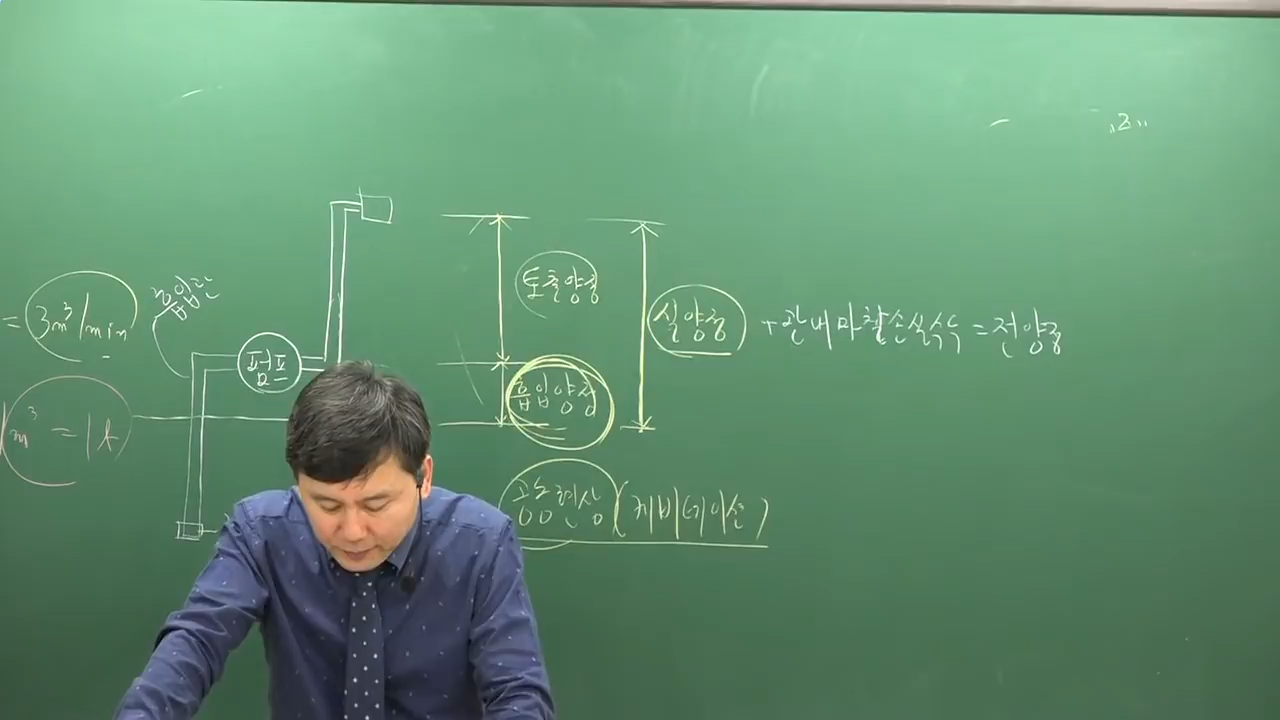 토출양정
= 3m³/min
흡입관
실양정 + 관내마찰손실수두 = 전양정
펌프
흡입양정
1m³ = 1t
공동현상 (캐비테이션)